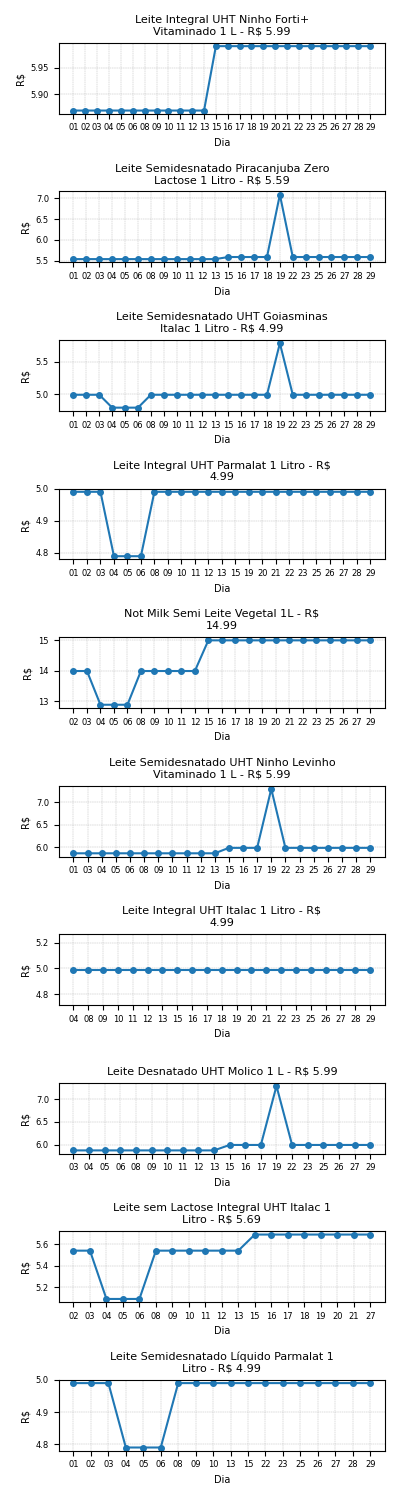 Leite Integral UHT Ninho Forti+
Vitaminado 1 L - R$ 5.99
5.95
5.90
R$
01 02 03 04 05 06 08 09 10 11 12 13 15 16 17 18 19 20 21 22 23 25 26 27 28 29
Dia
Leite Semidesnatado Piracanjuba Zero
Lactose 1 Litro - R$ 5.59
7.0
6.5
6.0
5.5
R$
01 02 03 04 05 06 08 09 10 11 12 13 15 16 17 18 19 22 23 25 26 27 28 29
Dia
Leite Semidesnatado UHT Goiasminas
Italac 1 Litro - R$ 4.99
5.5
5.0
R$
01 02 03 04 05 06 08 09 10 11 12 13 15 16 17 18 19 22 23 25 26 27 28 29
Dia
Leite Integral UHT Parmalat 1 Litro - R$
4.99
5.0
4.9
4.8
R$
01 02 03 04 05 06 08 09 10 11 12 13 15 16 18 19 20 21 22 23 26 27 28 29
Dia
Not Milk Semi Leite Vegetal 1L - R$
14.99
15
14
13
R$
02 03 04 05 06 08 09 10 11 12 15 16 17 18 19 20 21 22 25 26 27 28 29
Dia
Leite Semidesnatado UHT Ninho Levinho
Vitaminado 1 L - R$ 5.99
7.0
6.5
6.0
R$
01 02 03 04 05 06 08 09 10 12 13 15 16 17 19 22 23 25 26 27 28 29
Dia
Leite Integral UHT Italac 1 Litro - R$
4.99
5.2
5.0
4.8
R$
04 08 09 10 11 12 13 15 16 17 18 19 20 21 22 23 25 26 27 28 29
Dia
Leite Desnatado UHT Molico 1 L - R$ 5.99
7.0
6.5
6.0
R$
03 04 05 06 08 09 10 11 12 13 15 16 17 19 22 23 26 27 28 29
Dia
Leite sem Lactose Integral UHT Italac 1
Litro - R$ 5.69
5.6
5.4
5.2
R$
02 03 04 05 06 08 09 10 11 12 13 15 16 17 18 19 20 21 27
Dia
Leite Semidesnatado Líquido Parmalat 1
Litro - R$ 4.99
5.0
4.9
4.8
R$
01 02 03 04 05 06 08 09 10 13 15 16 22 23 25 26 27 29
Dia